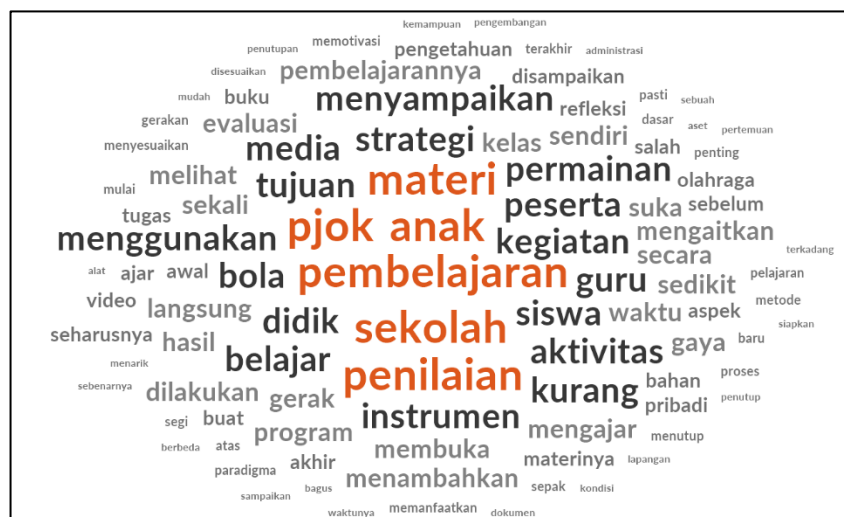 kemampuan pengembangan
penutupan memotivasi pengetahuan terakhir administrasi
disesuaikan pembelajarannya disampaikan
mudah buku menyampaikan refleksi pasti sebuah
gerakan evaluasi strategi kelas sendiri dasar aset pertemuan
menyesuaikan media salah penting
melihat tujuan materi permainan olahraga
mulai sekali peserta suka sebelum
tugas pjok anak mengaitkan
menggunakan kegiatan secara terkadang
alat ajar awal bola pembelajaran guru sedikit pelajaran
video langsung didik siswa waktu aspek metode
seharusnya hasil sekolah siapkan
menarik belajar aktivitas gaya baru
sebenarnya dilakukan penilaian kurang bahan proses
gerak pribadi penutup
segi buat instrumen mengajar
berbeda atas program membuka menutup
paradigma akhir materinya lapangan
sampaikan bagus menambahkan sepak kondisi
waktunya memanfaatkan dokumen